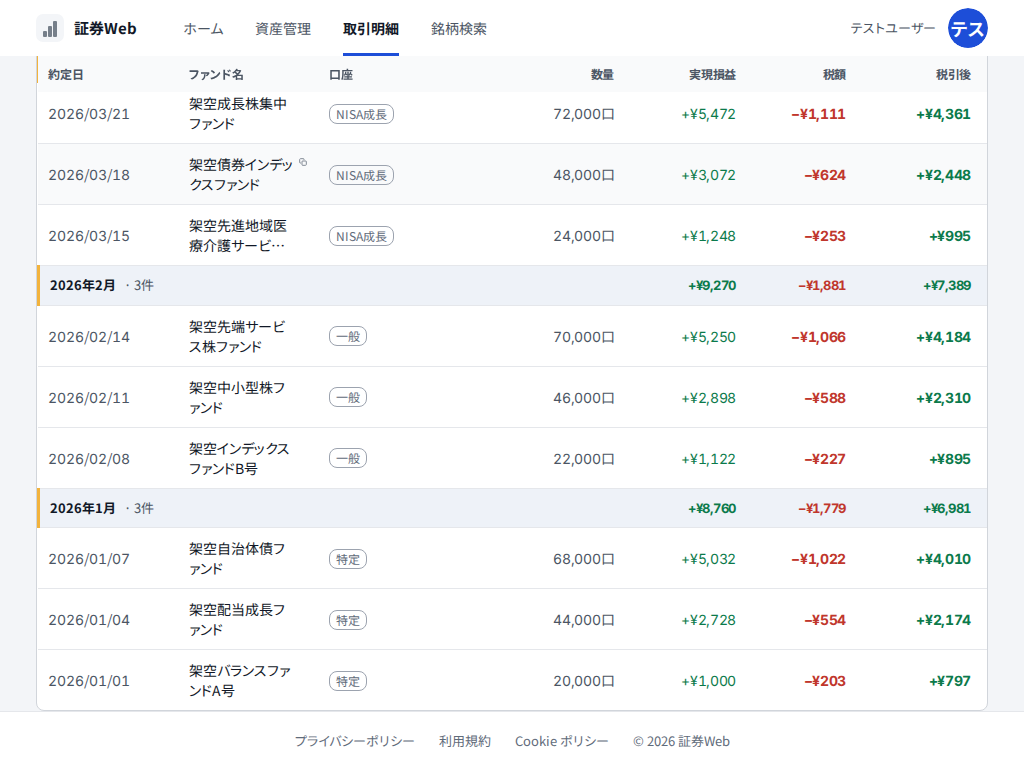 証券Web ホーム 資産管理 取引明細 銘柄検索 テストユーザー テス
約定日 ファンド名 口座 数量 実現損益 税額 税引後
2026/03/21 架空成長株集中ファンド NISA成長 72,000口 +¥5,472 −¥1,111 +¥4,361
2026/03/18 架空債券インデックスファンド NISA成長 48,000口 +¥3,072 −¥624 +¥2,448
2026/03/15 架空先進地域医療介護サービ… NISA成長 24,000口 +¥1,248 −¥253 +¥995
2026年2月 · 3件 +¥9,270 −¥1,881 +¥7,389
2026/02/14 架空先端サービス株ファンド 一般 70,000口 +¥5,250 −¥1,066 +¥4,184
2026/02/11 架空中小型株ファンド 一般 46,000口 +¥2,898 −¥588 +¥2,310
2026/02/08 架空インデックスファンドB号 一般 22,000口 +¥1,122 −¥227 +¥895
2026年1月 · 3件 +¥8,760 −¥1,779 +¥6,981
2026/01/07 架空自治体債ファンド 特定 68,000口 +¥5,032 −¥1,022 +¥4,010
2026/01/04 架空配当成長ファンド 特定 44,000口 +¥2,728 −¥554 +¥2,174
2026/01/01 架空バランスファンドA号 特定 20,000口 +¥1,000 −¥203 +¥797
プライバシーポリシー 利用規約 Cookie ポリシー © 2026 証券Web